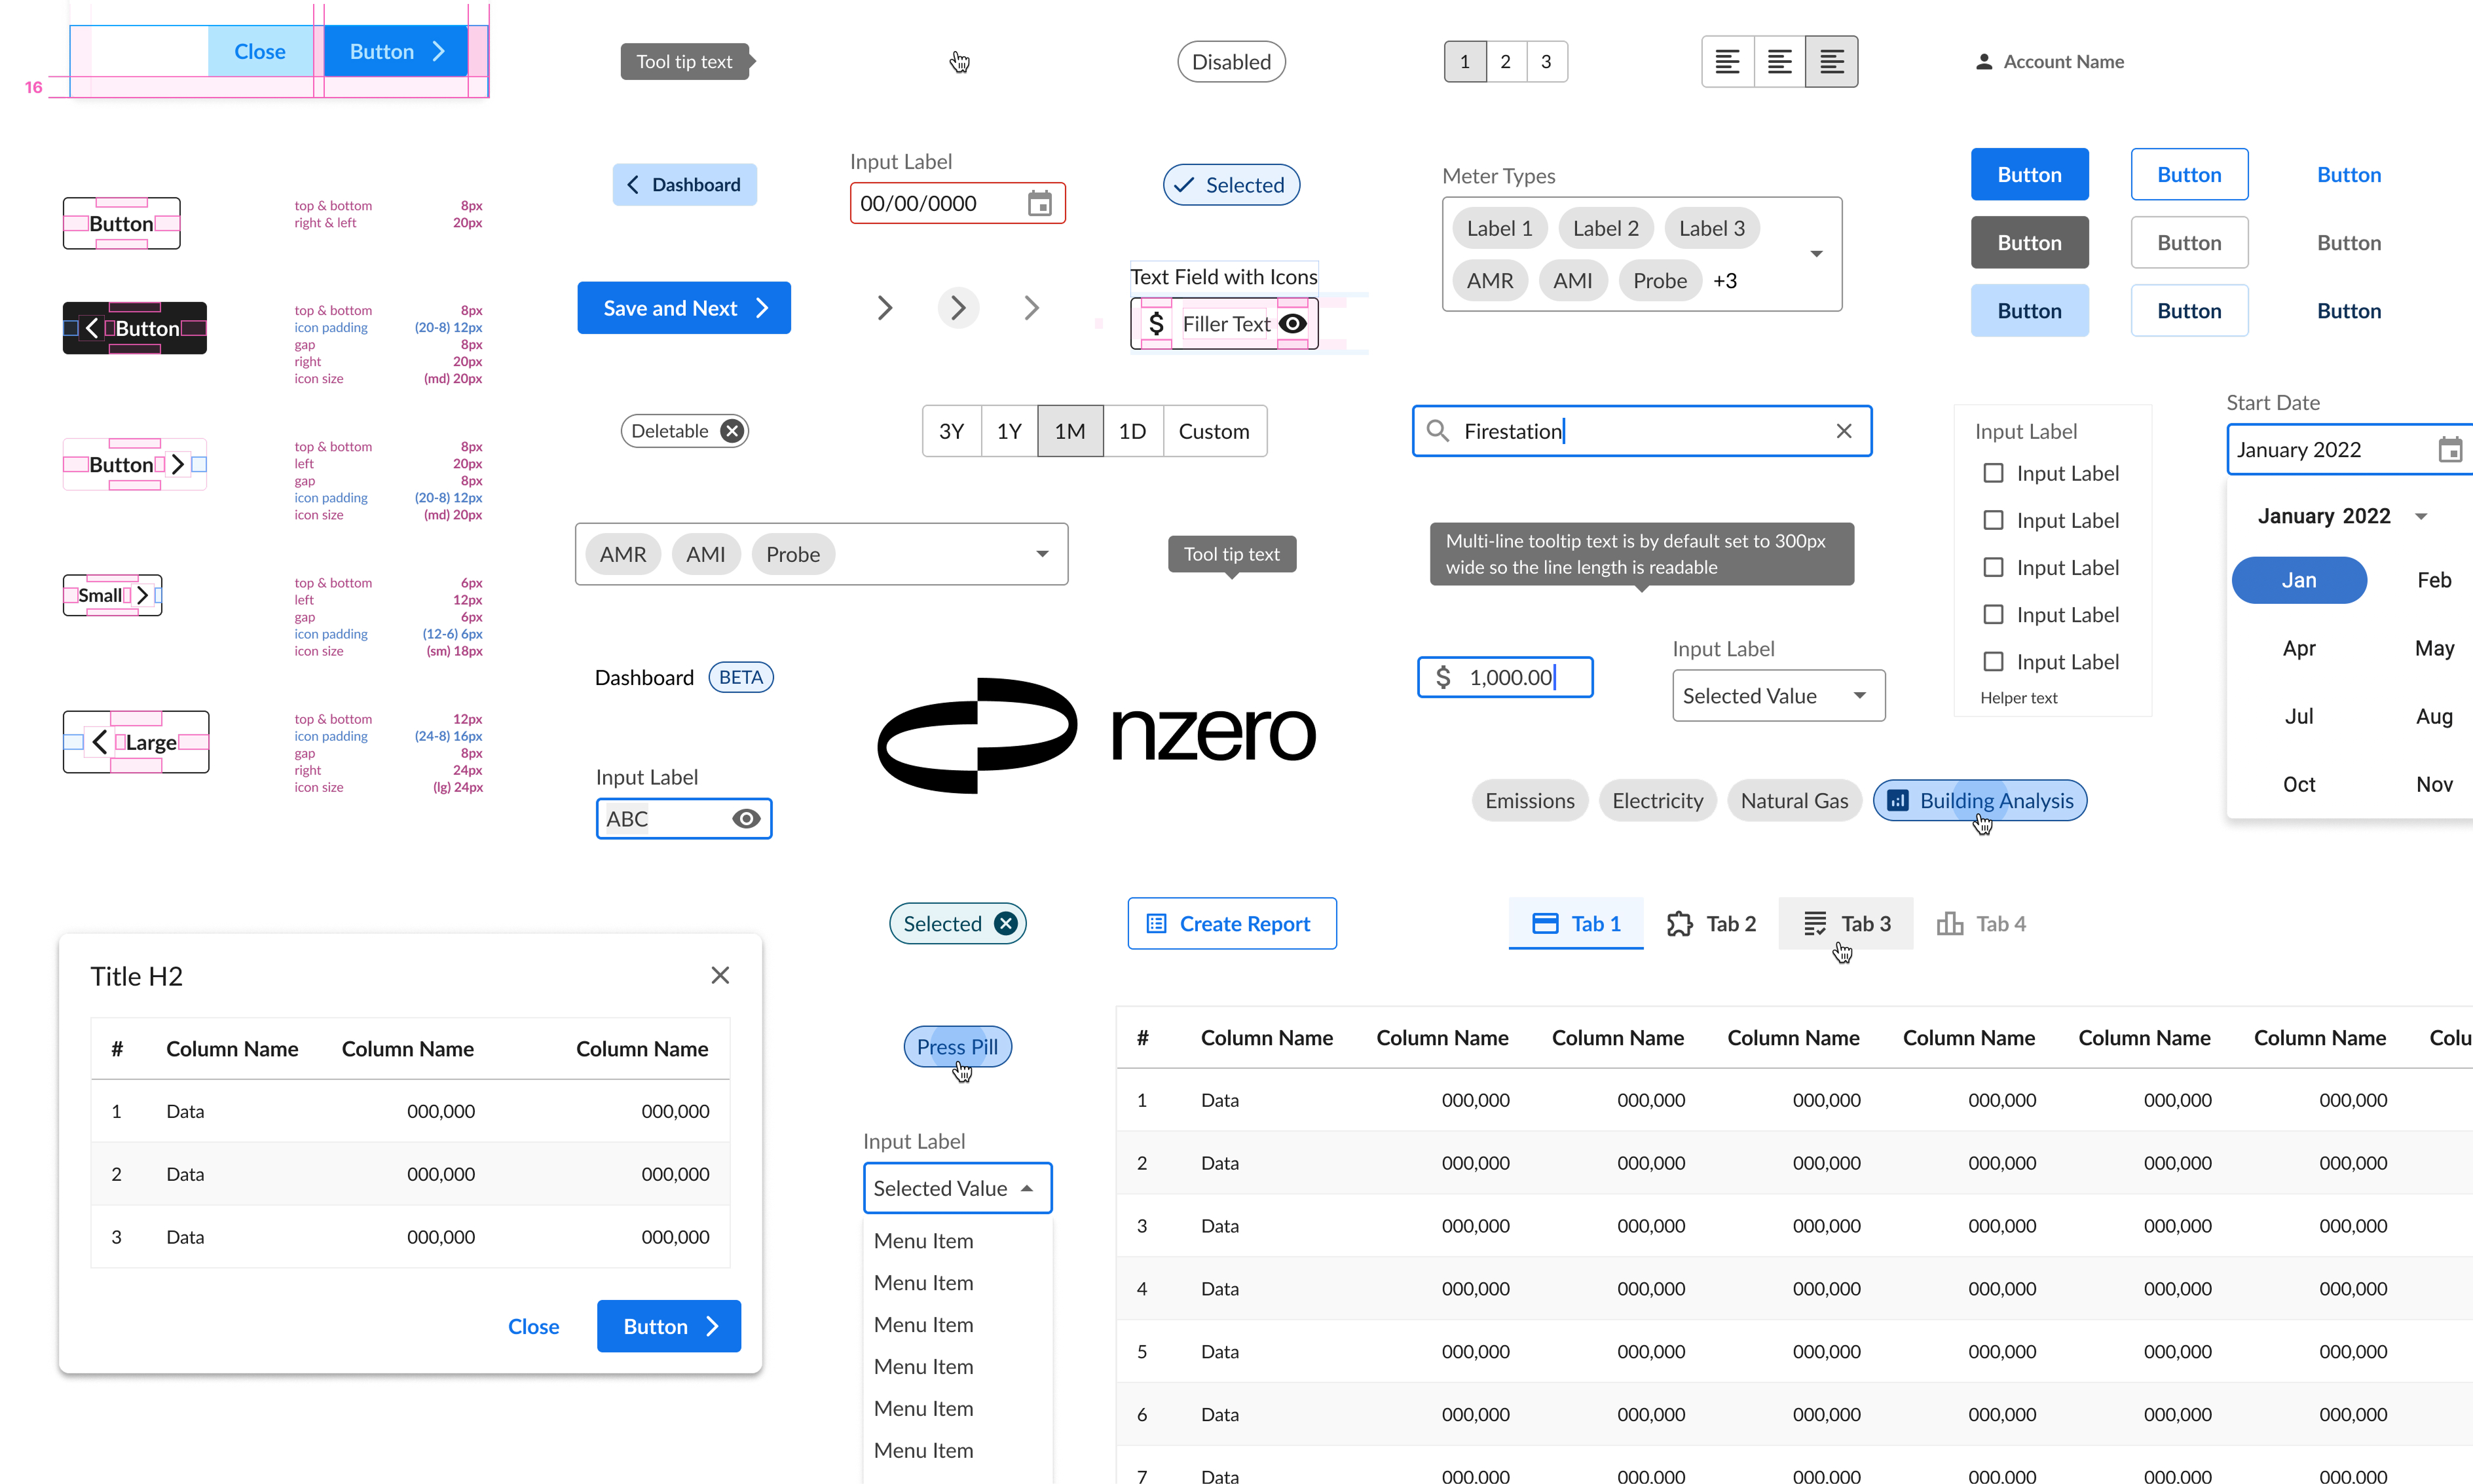 Close
Button
16
Tool tip text
Disabled
1 2 3
Account Name
Button
top & bottom 8px
right & left 20px
Button
top & bottom 8px
icon padding (20-8) 12px
gap 8px
right 20px
icon size (md) 20px
Button
top & bottom 8px
left 20px
gap 8px
icon padding (20-8) 12px
icon size (md) 20px
Small
top & bottom 6px
left 12px
gap 6px
icon padding (12-6) 6px
icon size (sm) 18px
Large
top & bottom 12px
icon padding (24-8) 16px
gap 8px
right 24px
icon size (lg) 24px
Dashboard
Input Label
00/00/0000
Selected
Meter Types
Label 1 Label 2 Label 3
AMR AMI Probe +3
Button Button Button
Button Button Button
Button Button Button
Save and Next
Text Field with Icons
$ Filler Text
Deletable
3Y 1Y 1M 1D Custom
Firestation
Input Label
Input Label
Input Label
Input Label
Input Label
Input Label
Helper text
Start Date
January 2022
January 2022
Jan Feb
Apr May
Jul Aug
Oct Nov
AMR AMI Probe
Tool tip text
Multi-line tooltip text is by default set to 300px
wide so the line length is readable
Dashboard BETA
nzero
$ 1,000.00
Input Label
Selected Value
Input Label
ABC
Emissions Electricity Natural Gas Building Analysis
Selected
Create Report
Tab 1 Tab 2 Tab 3 Tab 4
Title H2
# Column Name Column Name Column Name
1 Data 000,000 000,000
2 Data 000,000 000,000
3 Data 000,000 000,000
Close Button
Press Pill
Input Label
Selected Value
Menu Item
Menu Item
Menu Item
Menu Item
Menu Item
Menu Item
# Column Name Column Name Column Name Column Name Column Name Column Name Column Name Colu
1 Data 000,000 000,000 000,000 000,000 000,000 000,000
2 Data 000,000 000,000 000,000 000,000 000,000 000,000
3 Data 000,000 000,000 000,000 000,000 000,000 000,000
4 Data 000,000 000,000 000,000 000,000 000,000 000,000
5 Data 000,000 000,000 000,000 000,000 000,000 000,000
6 Data 000,000 000,000 000,000 000,000 000,000 000,000
7 Data 000,000 000,000 000,000 000,000 000,000 000,000